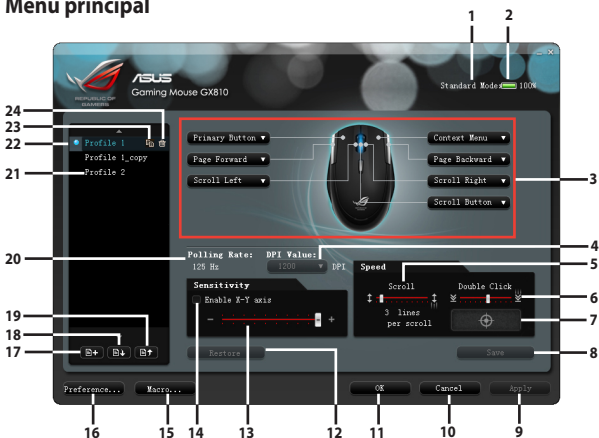 Menu principal
1
2
ASUS
Gaming Mouse GX810
REPUBLIC OF
GAMERS
Standard Mode: 100%
24
23
22
21
Profile 1
Profile 1_copy
Profile 2
Primary Button
Page Forward
Scroll Left
Context Menu
Page Backward
Scroll Right
Scroll Button
3
4
5
6
7
8
20
Polling Rate:
125 Hz
DPI Value:
1200
DPI
Speed
Scroll
Double Click
3 lines
per scroll
Sensitivity
Enable X-Y axis
- +
19
18
17
Restore
Save
Preference...
Macro...
OK
Cancel
Apply
16
15
14
13
12
11
10
9